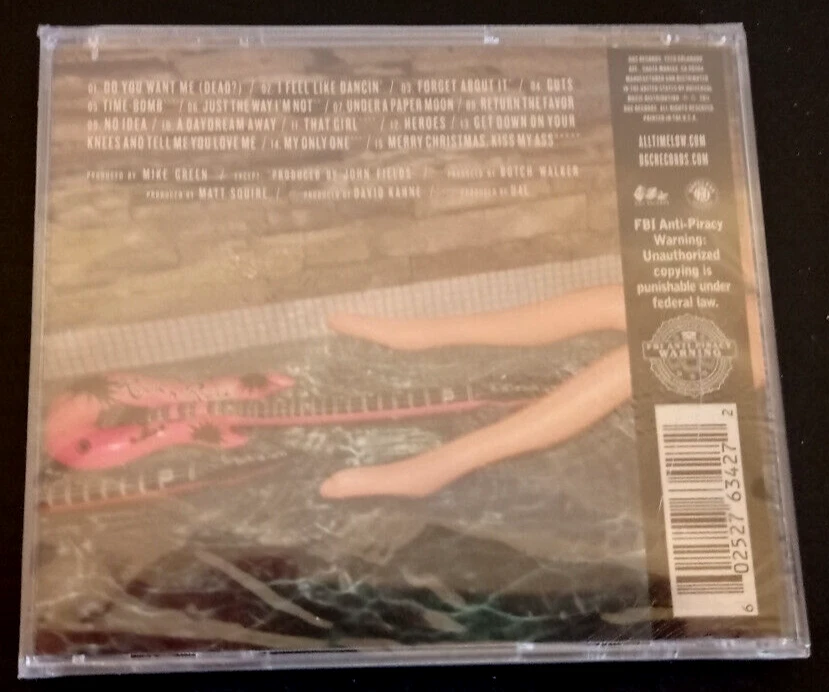 01. DO YOU WANT ME (DEAD?) / 02. I FEEL LIKE DANCIN' / 03. FORGET ABOUT IT / 04. GUTS
05. TIME-BOMB / 06. JUST THE WAY I'M NOT / 07. UNDER A PAPER MOON / 08. RETURN THE FAVOR
09. NO IDEA / 10. A DAYDREAM AWAY / 11. THAT GIRL / 12. HEROES / 13. GET DOWN ON YOUR
KNEES AND TELL ME YOU LOVE ME / 14. MY ONLY ONE / 15. MERRY CHRISTMAS, KISS MY ASS
PRODUCED BY MIKE GREEN / EXCEPT PRODUCED BY JOHN FIELDS / PRODUCED BY BUTCH WALKER
PRODUCED BY MATT SQUIRE / PRODUCED BY DAVID KAHNE / PRODUCED BY
ALLTIMELOW.COM
DGCRECORDS.COM
FBI Anti-Piracy
Warning:
Unauthorized
copying is
punishable under
federal law.
FBI ANTI-PIRACY
WARNING
6 02527 63427 2